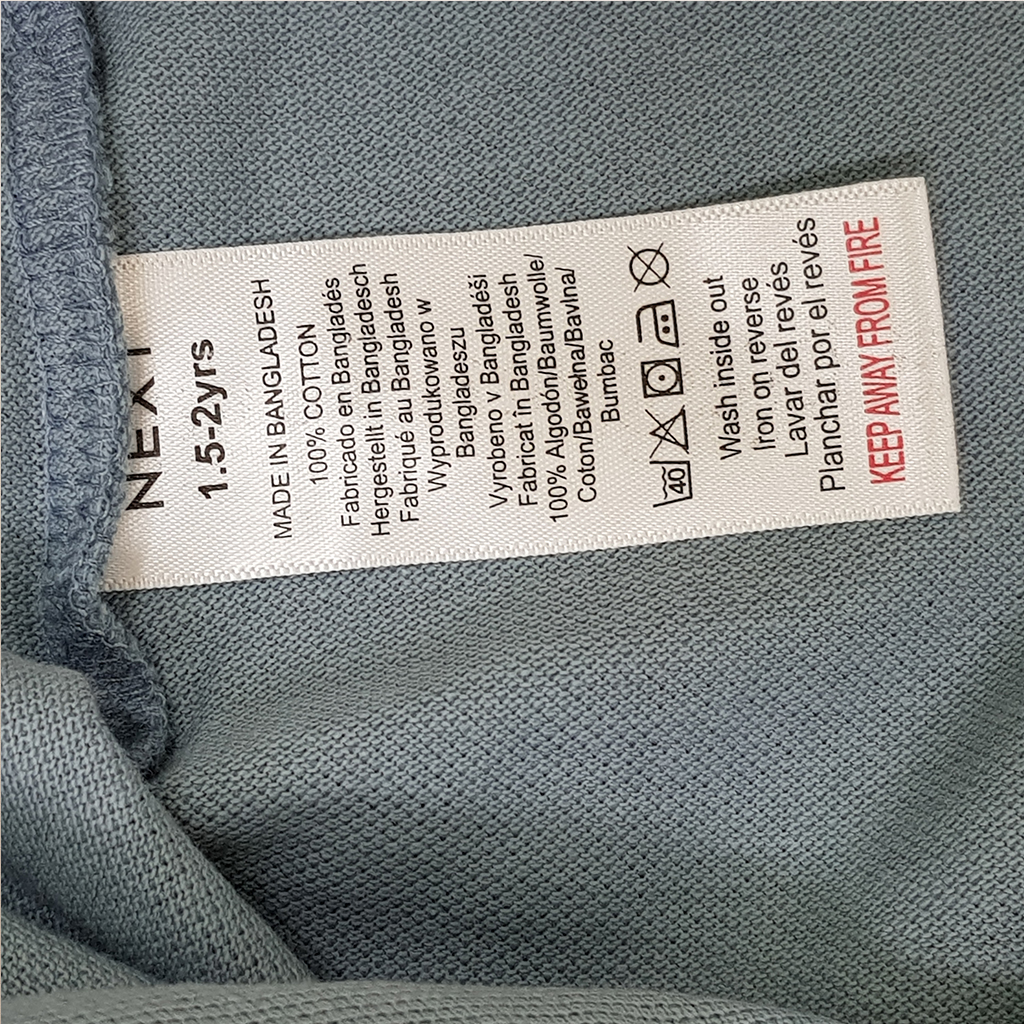 NEXT
1.5-2yrs
MADE IN BANGLADESH
100% COTTON
Fabricado en Bangladés
Hergestellt in Bangladesch
Fabriqué au Bangladesh
Wyprodukowano w
Bangladeszu
Vyrobeno v Bangladéši
Fabricat în Bangladesh
100% Algodón/Baumwolle/
Coton/Bawełna/Bavlna/
Bumbac
40
Wash inside out
Iron on reverse
Lavar del revés
Planchar por el revés
KEEP AWAY FROM FIRE